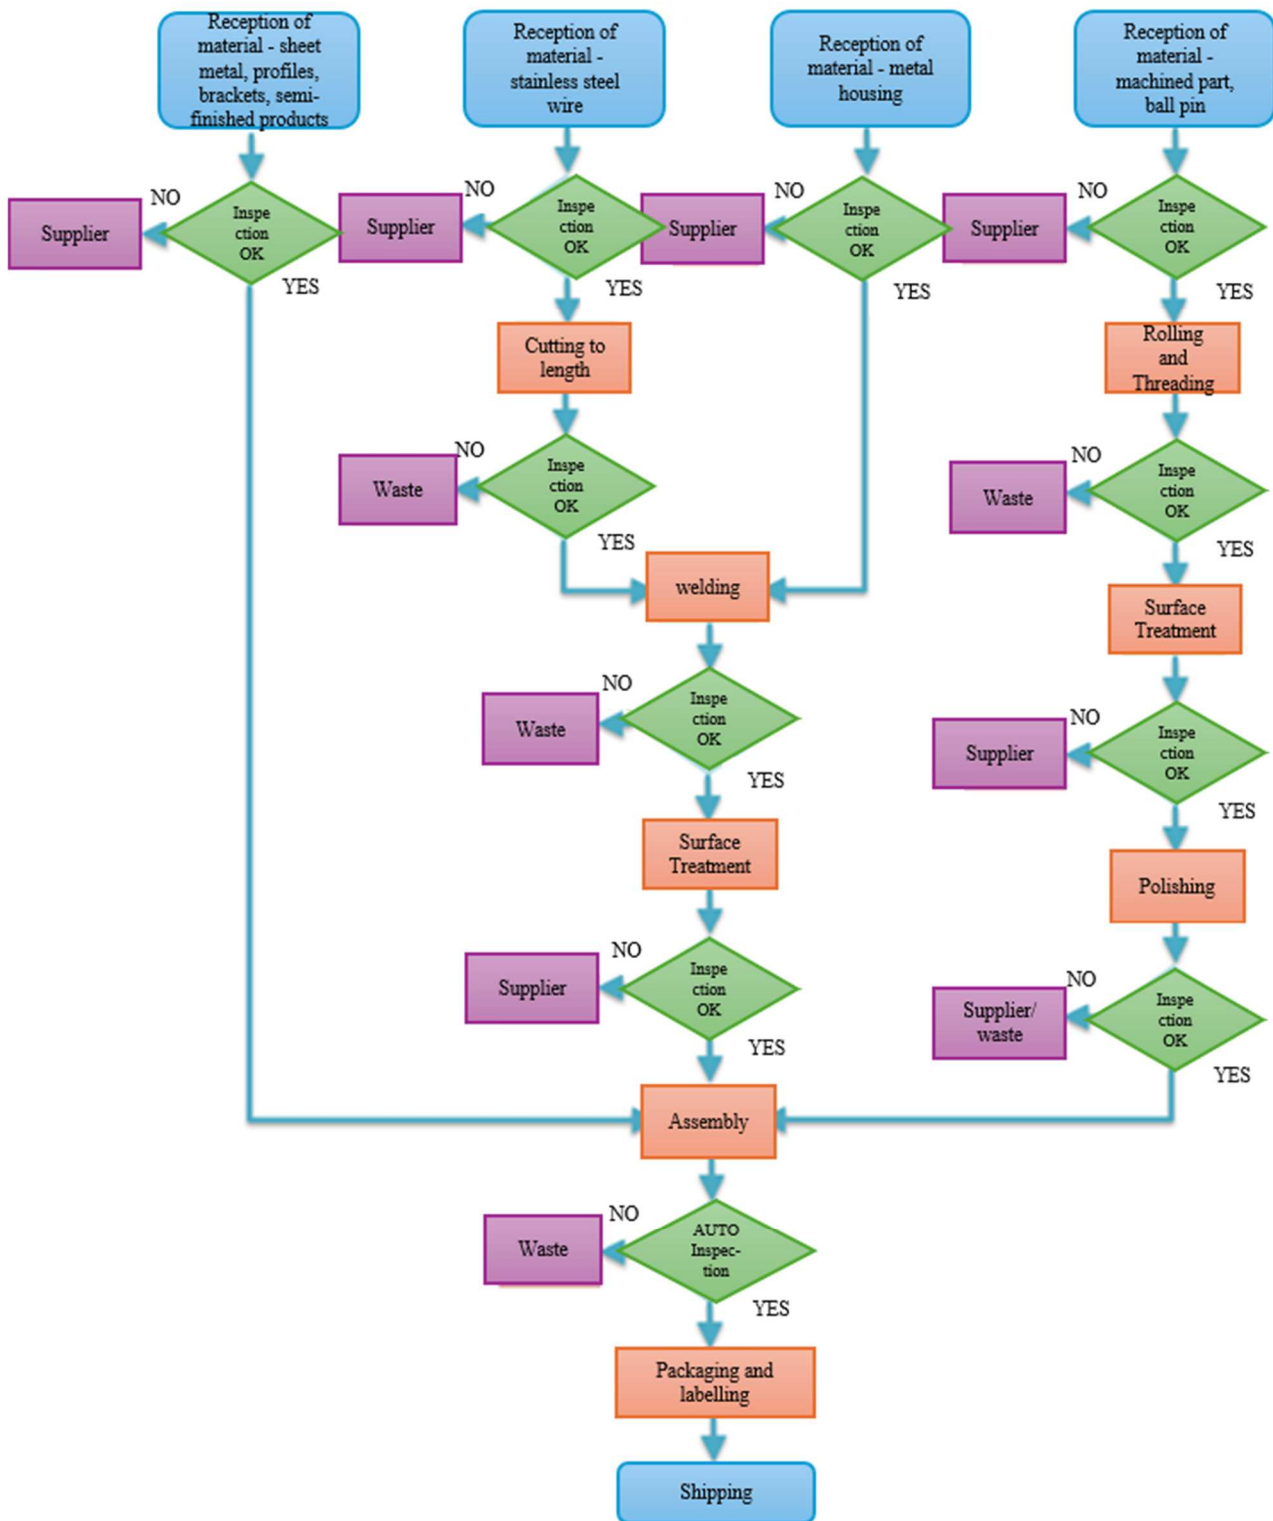 Reception of
material - sheet
metal, profiles,
brackets, semi-
finished products
Reception of
material -
stainless steel
wire
Reception of
material - metal
housing
Reception of
material -
machined part,
ball pin
NO
Supplier
Inspe
ction
OK
YES
NO
Supplier
Inspe
ction
OK
YES
NO
Supplier
Inspe
ction
OK
YES
NO
Supplier
Inspe
ction
OK
YES
Cutting to
length
Rolling
and
Threading
NO
Waste
Inspe
ction
OK
YES
NO
Waste
Inspe
ction
OK
YES
welding
Surface
Treatment
NO
Waste
Inspe
ction
OK
YES
NO
Supplier
Inspe
ction
OK
YES
Surface
Treatment
Polishing
NO
Supplier
Inspe
ction
OK
YES
NO
Supplier/
waste
Inspe
ction
OK
YES
Assembly
NO
Waste
AUTO
Inspec-
tion
YES
Packaging and
labelling
Shipping